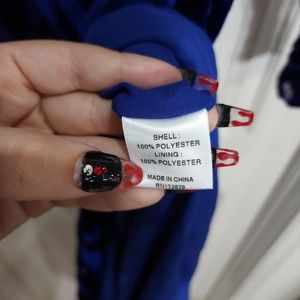 SHELL :
100% POLYESTER
LINING :
100% POLYESTER
MADE IN CHINA
RN132829